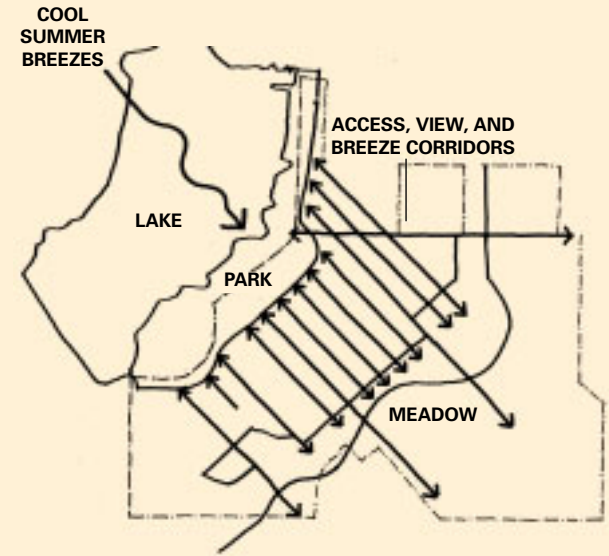 COOL
SUMMER
BREEZES
ACCESS, VIEW, AND
BREEZE CORRIDORS
LAKE
PARK
MEADOW